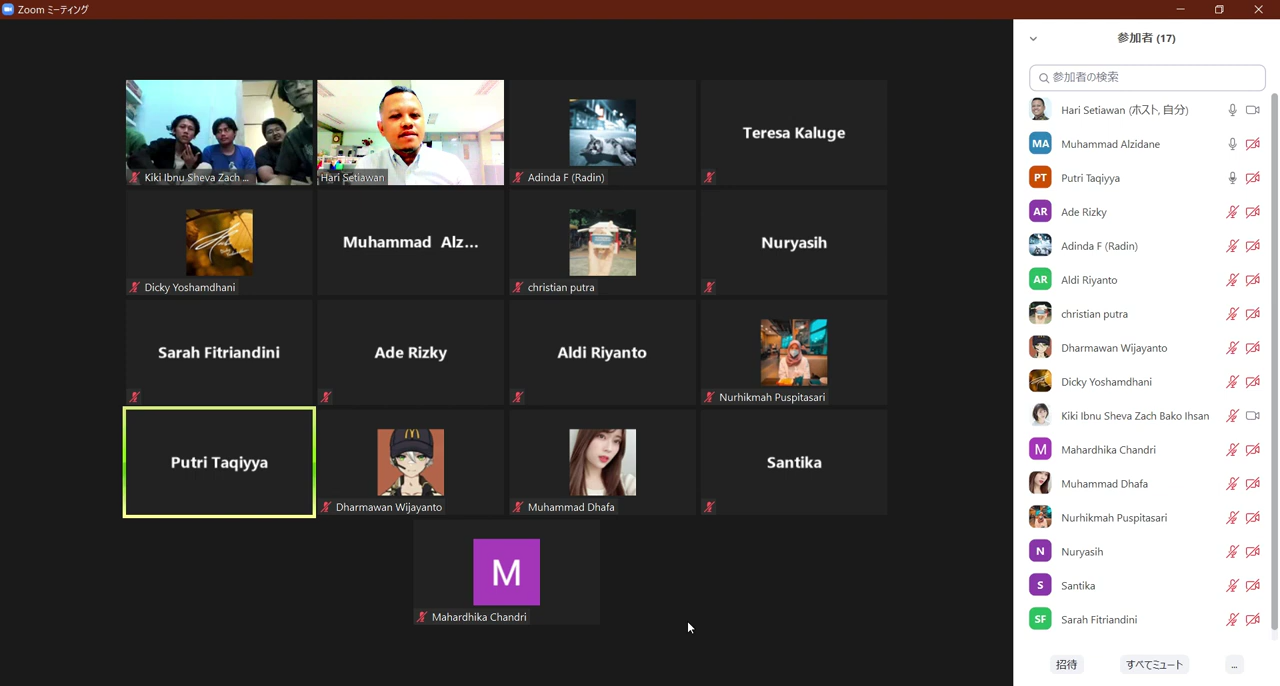 Zoom ミーティング
Kiki Ibnu Sheva Zach ...
Hari Setiawan
Adinda F (Radin)
Teresa Kaluge
Dicky Yoshamdhani
Muhammad Alz...
christian putra
Nuryasih
Sarah Fitriandini
Ade Rizky
Aldi Riyanto
Nurhikmah Puspitasari
Putri Taqiyya
Dharmawan Wijayanto
Muhammad Dhafa
Santika
M
Mahardhika Chandri
参加者 (17)
参加者の検索
Hari Setiawan (ホスト, 自分)
MA Muhammad Alzidane
PT Putri Taqiyya
AR Ade Rizky
Adinda F (Radin)
AR Aldi Riyanto
christian putra
Dharmawan Wijayanto
Dicky Yoshamdhani
Kiki Ibnu Sheva Zach Bako Ihsan
M Mahardhika Chandri
Muhammad Dhafa
Nurhikmah Puspitasari
N Nuryasih
S Santika
SF Sarah Fitriandini
招待 すべてミュート ...